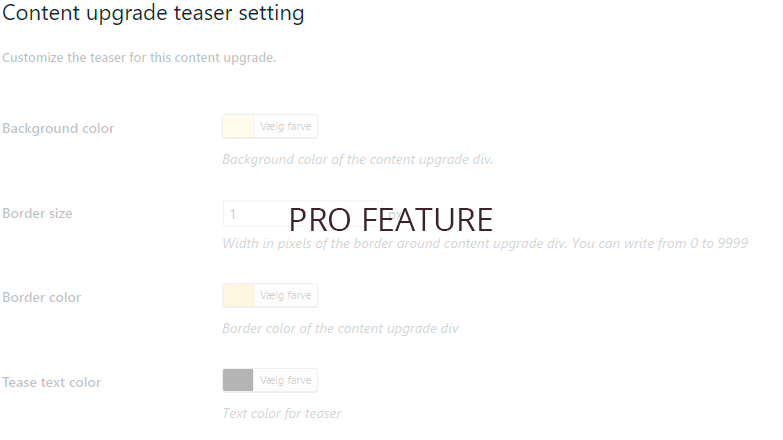 Content upgrade teaser setting
Customize the teaser for this content upgrade.
Background color
Vælg farve
Background color of the content upgrade div.
Border size
1
px
PRO FEATURE
Width in pixels of the border around content upgrade div. You can write from 0 to 9999
Border color
Vælg farve
Border color of the content upgrade div
Tease text color
Vælg farve
Text color for teaser